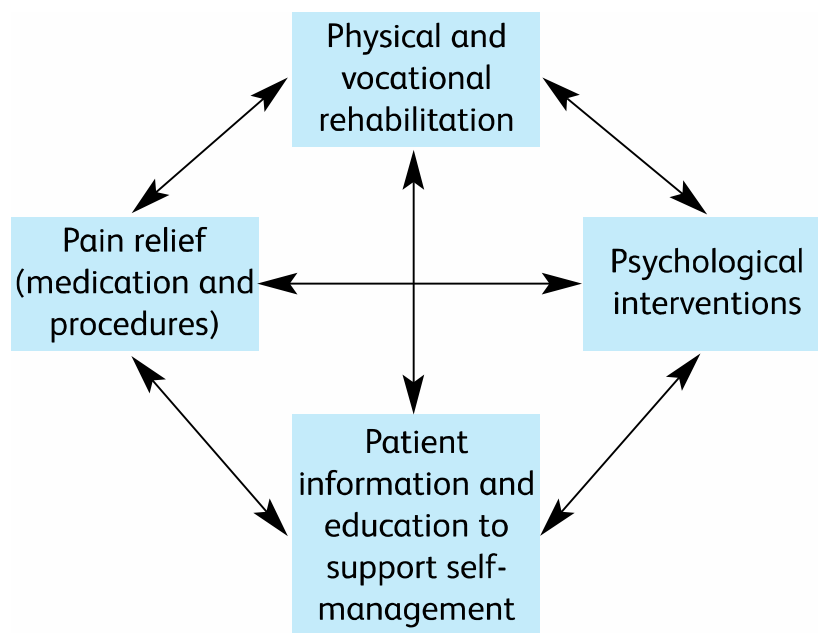 Physical and
vocational
rehabilitation
Pain relief
(medication and
procedures)
Psychological
interventions
Patient
information and
education to
support self-
management